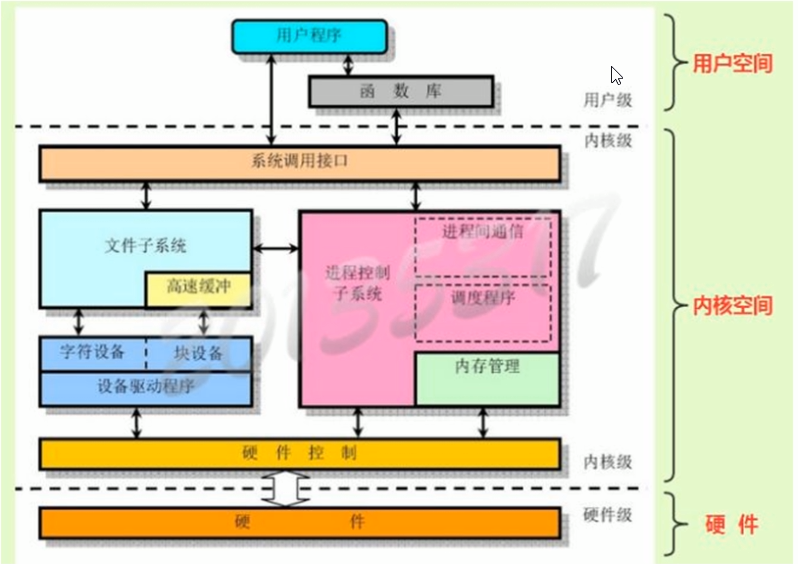 用户程序
函 数 库
用户空间
用户级
内核级
系统调用接口
文件子系统
高速缓冲
进程控制
子系统
进程间通信
调度程序
内存管理
字符设备
块设备
设备驱动程序
内核空间
硬 件 控 制
内核级
硬 件
硬件级
硬 件